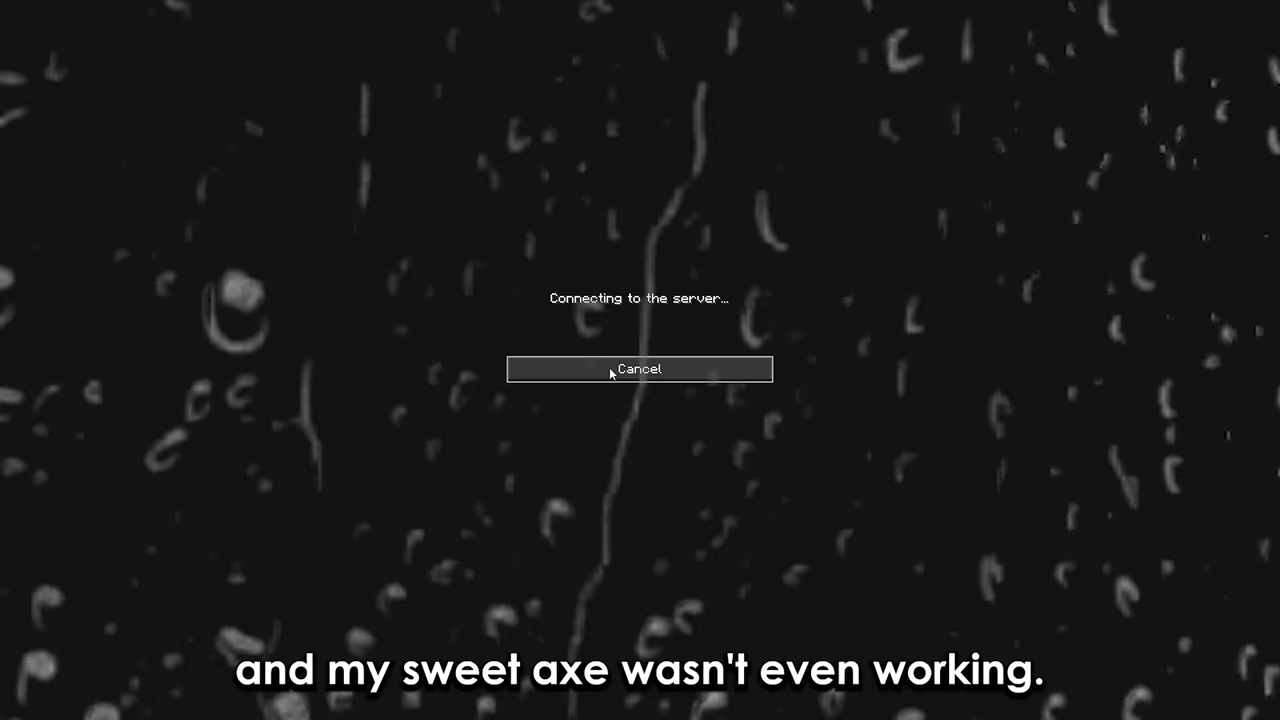 Connecting to the server...
Cancel
and my sweet axe wasn't even working.